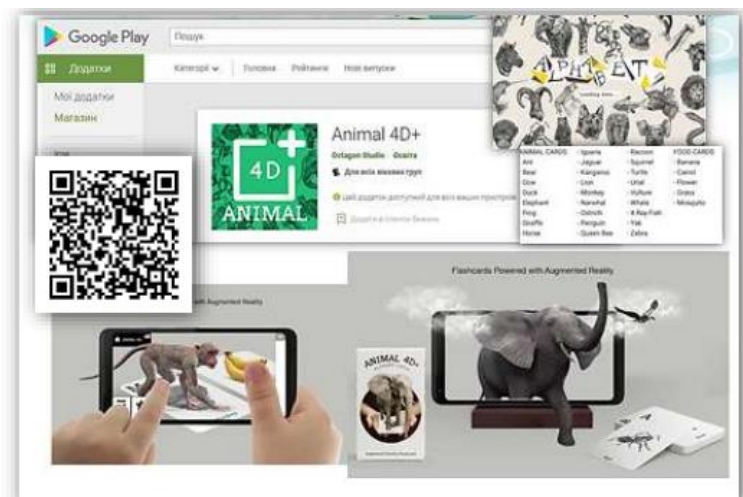 Google Play
Пошук
Додатки
Категорії
Головна
Рейтинги
Нові випуски
Мої додатки
Магазин
Ігри
4D+
ANIMAL
Animal 4D+
Octagon Studio
Освіта
Для всіх вікових груп
Цей додаток доступний для всіх ваших пристроїв
Додати в список бажань
ALPHABET
Loading data
ANIMAL CARDS - Iguana - Racoon FOOD CARDS
Ant - Jaguar - Squirrel - Banana
Bear - Kangaroo - Turtle - Carrot
Cow - Lion - Urial - Flower
Duck - Monkey - Vulture - Grass
Elephant - Narwhal - Whale - Mosquito
Frog - Ostrich - X Ray Fish
Giraffe - Penguin - Yak
Horse - Queen Bee - Zebra
with Augmented Reality
Flashcards Powered with Augmented Reality
ANIMAL 4D+